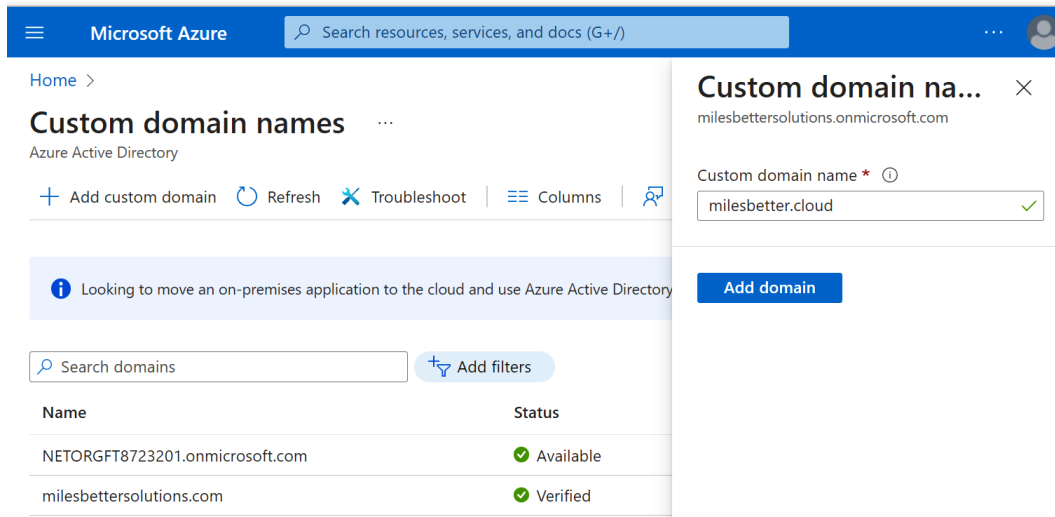 Microsoft Azure
Search resources, services, and docs (G+/)
...
Home >
Custom domain names ...
Azure Active Directory
Add custom domain Refresh Troubleshoot Columns
Looking to move an on-premises application to the cloud and use Azure Active Directory
Search domains
Add filters
Name Status
NETORGFT8723201.onmicrosoft.com Available
milesbettersolutions.com Verified
Custom domain na...
milesbettersolutions.onmicrosoft.com
Custom domain name *
milesbetter.cloud
Add domain